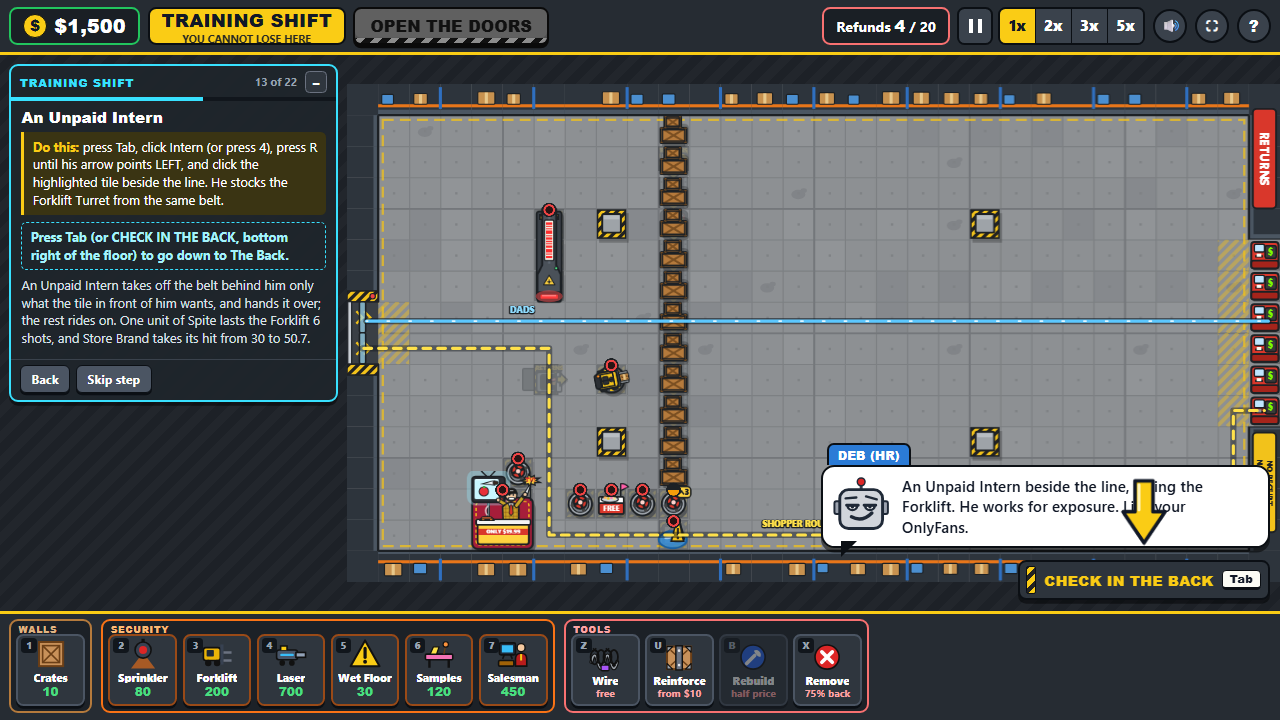 $1,500
TRAINING SHIFT
YOU CANNOT LOSE HERE
OPEN THE DOORS
Refunds 4 / 20
1x
2x
3x
5x
?
TRAINING SHIFT
13 of 22
An Unpaid Intern
Do this: press Tab, click Intern (or press 4), press R
until his arrow points LEFT, and click the
highlighted tile beside the line. He stocks the
Forklift Turret from the same belt.
Press Tab (or CHECK IN THE BACK, bottom
right of the floor) to go down to The Back.
An Unpaid Intern takes off the belt behind him only
what the tile in front of him wants, and hands it over;
the rest rides on. One unit of Spite lasts the Forklift 6
shots, and Store Brand takes its hit from 30 to 50.7.
Back
Skip step
RETURNS
DADS
FREE
3
ONLY $19.99
SHOPPER ROU
DEB (HR)
An Unpaid Intern beside the line,
the
Forklift. He works for exposure.
your
OnlyFans.
CHECK IN THE BACK
Tab
WALLS
1
Crates
10
SECURITY
2
Sprinkler
80
3
Forklift
200
4
Laser
700
5
Wet Floor
30
6
Samples
120
7
Salesman
450
TOOLS
Z
Wire
free
U
Reinforce
from $10
B
Rebuild
half price
X
Remove
75% back